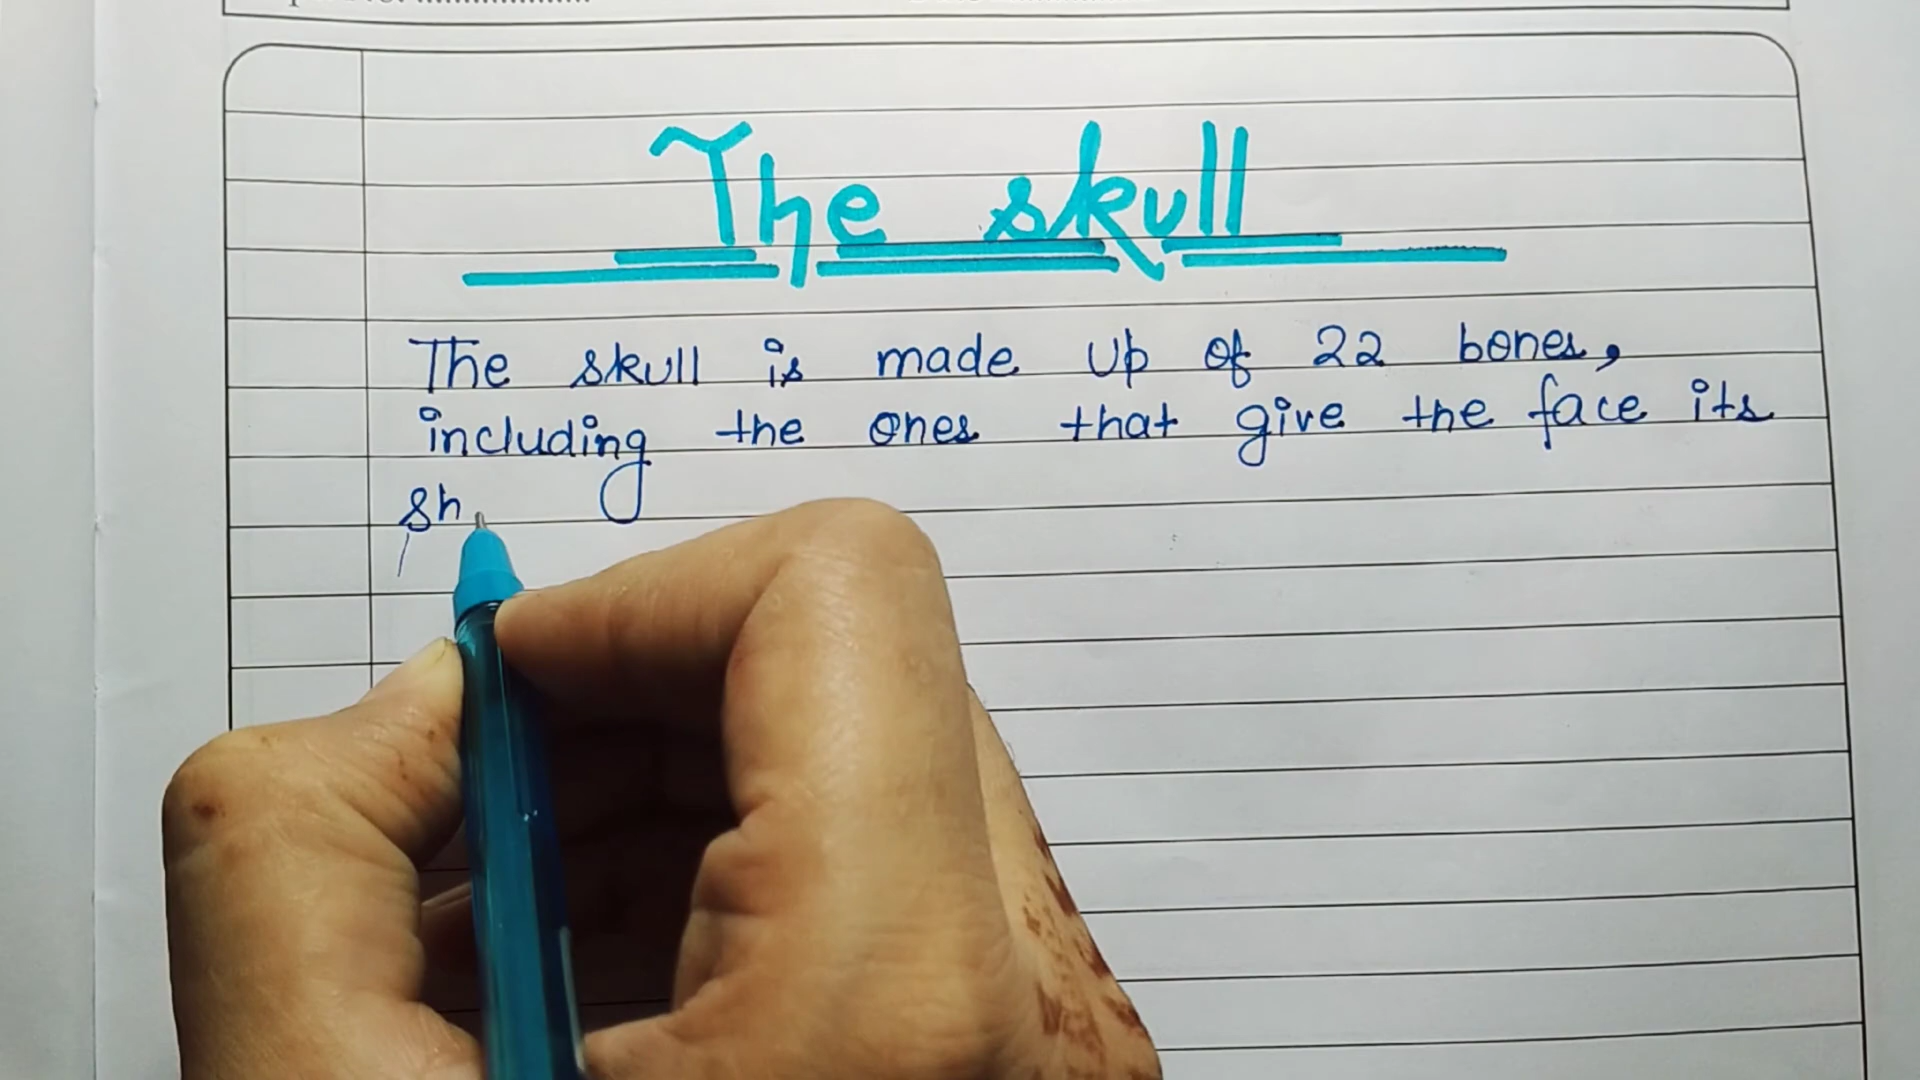 The skull
The skull is made up of 22 bones,
including the ones that give the face its
sh